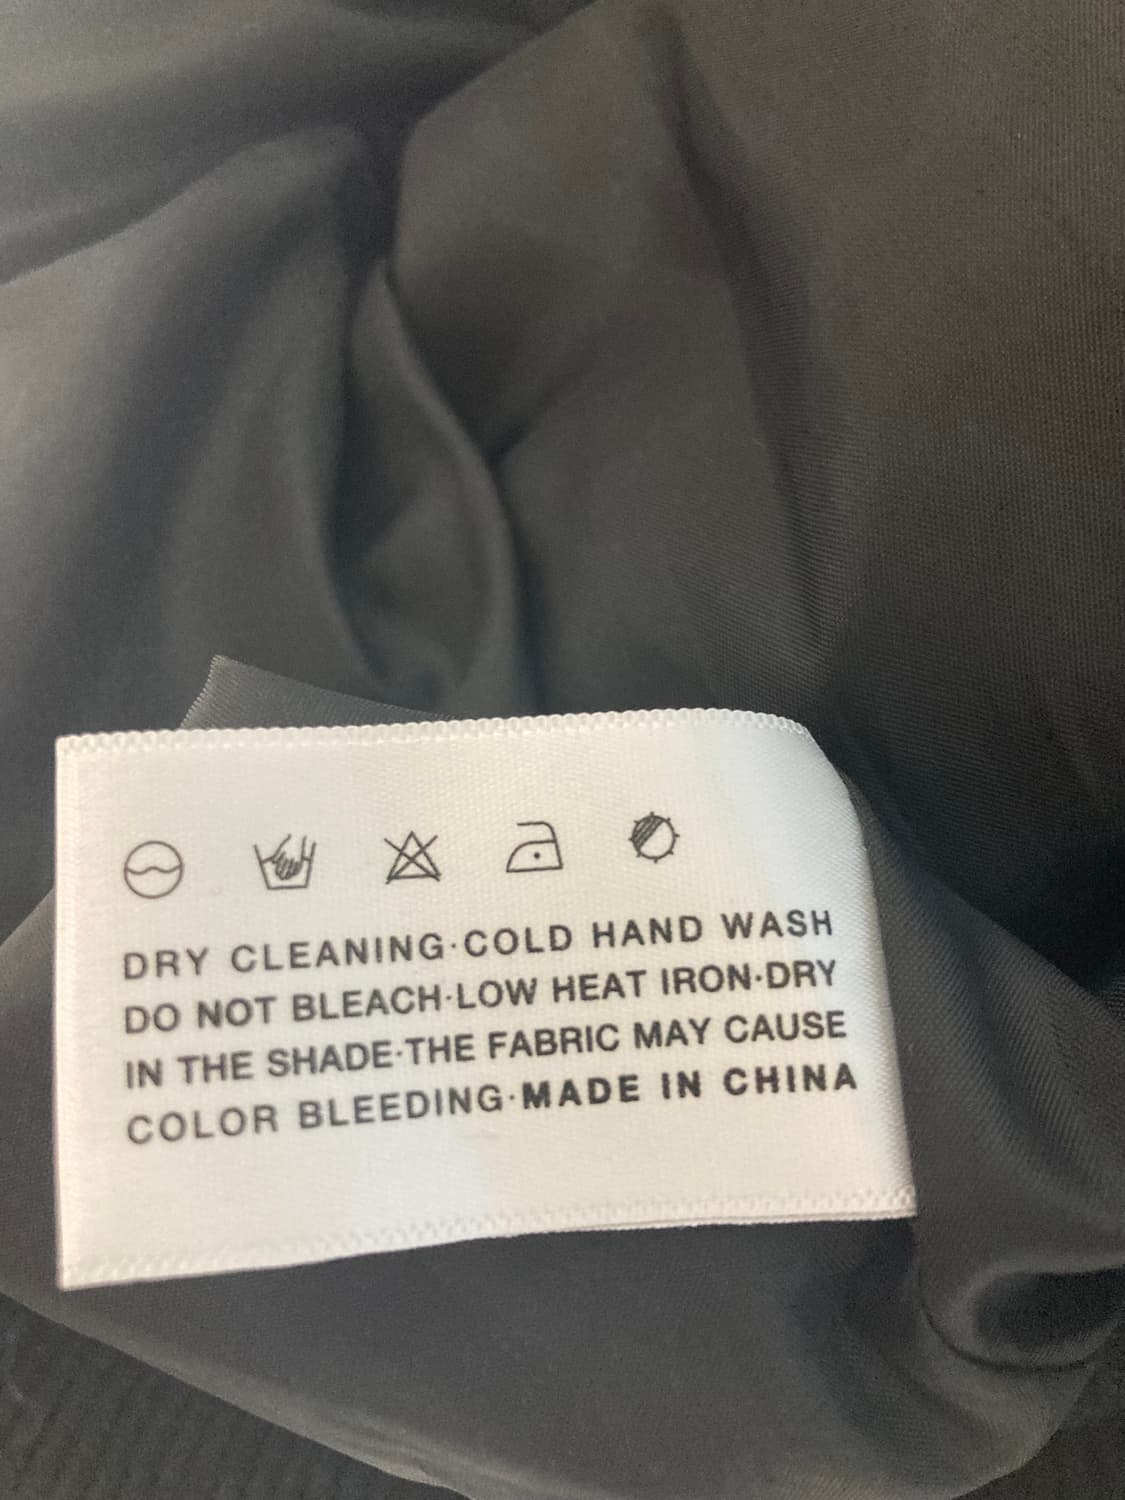 DRY CLEANING·COLD HAND WASH
DO NOT BLEACH·LOW HEAT IRON·DRY
IN THE SHADE·THE FABRIC MAY CAUSE
COLOR BLEEDING·MADE IN CHINA